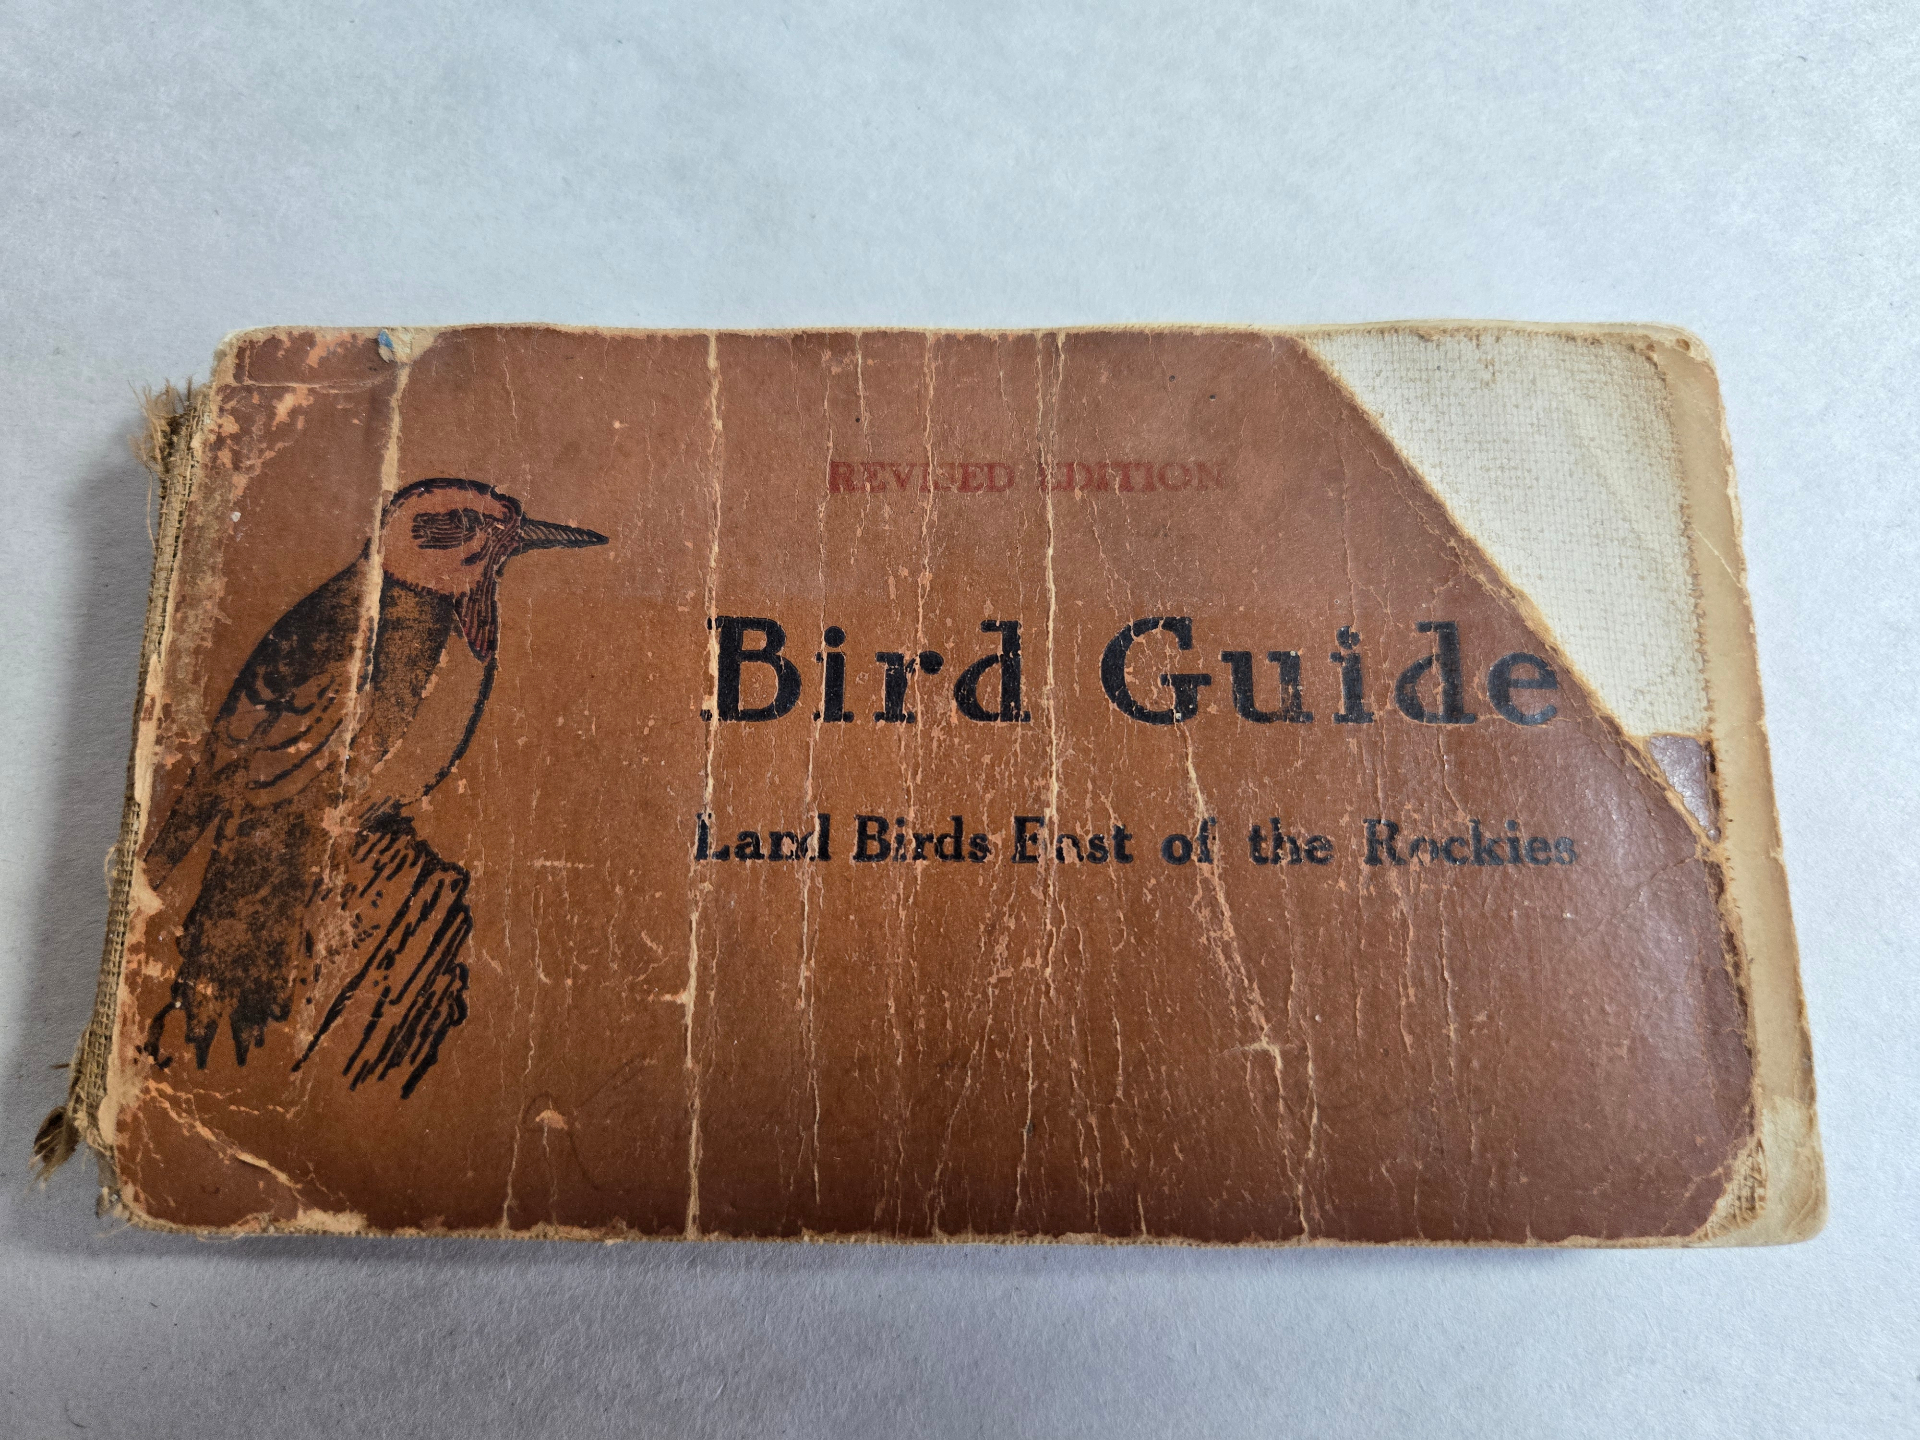 REVISED EDITION
Bird Guide
Land Birds East of the Rockies